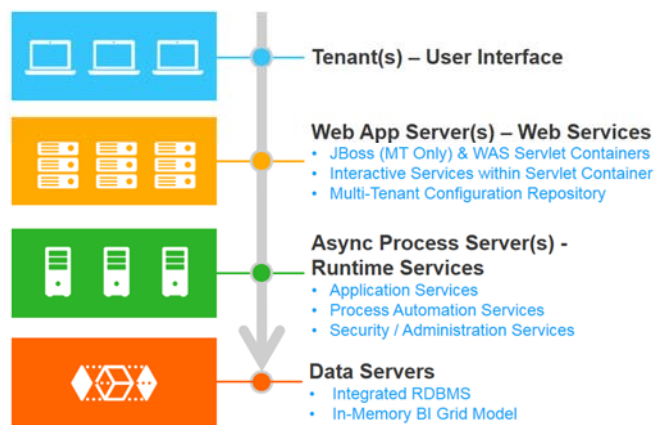 Tenant(s) – User Interface
Web App Server(s) – Web Services
• JBoss (MT Only) & WAS Servlet Containers
• Interactive Services within Servlet Container
• Multi-Tenant Configuration Repository
Async Process Server(s) -
Runtime Services
• Application Services
• Process Automation Services
• Security / Administration Services
Data Servers
• Integrated RDBMS
• In-Memory BI Grid Model